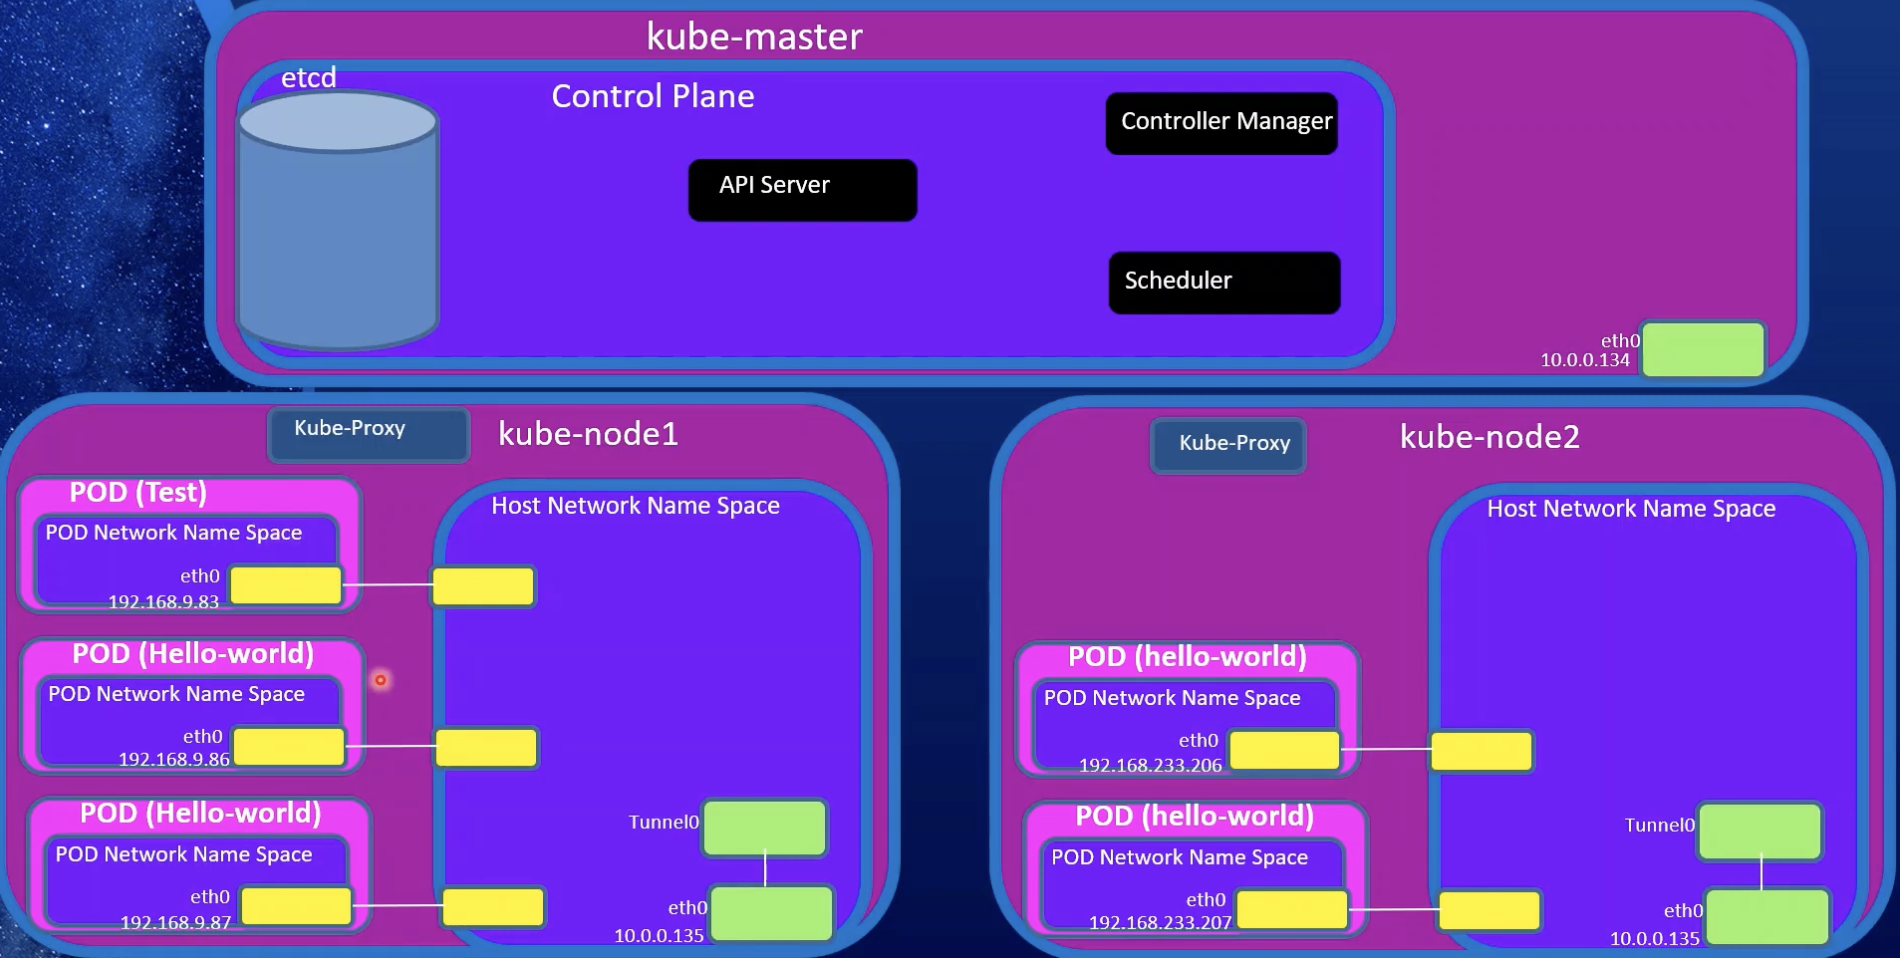 kube-master
etcd
Control Plane
Controller Manager
API Server
Scheduler
eth0
10.0.0.134
Kube-Proxy
kube-node1
POD (Test)
POD Network Name Space
eth0
192.168.9.83
POD (Hello-world)
POD Network Name Space
eth0
192.168.9.86
POD (Hello-world)
POD Network Name Space
eth0
192.168.9.87
Host Network Name Space
Tunnel0
eth0
10.0.0.135
Kube-Proxy
kube-node2
POD (hello-world)
POD Network Name Space
eth0
192.168.233.206
POD (hello-world)
POD Network Name Space
eth0
192.168.233.207
Host Network Name Space
Tunnel0
eth0
10.0.0.135